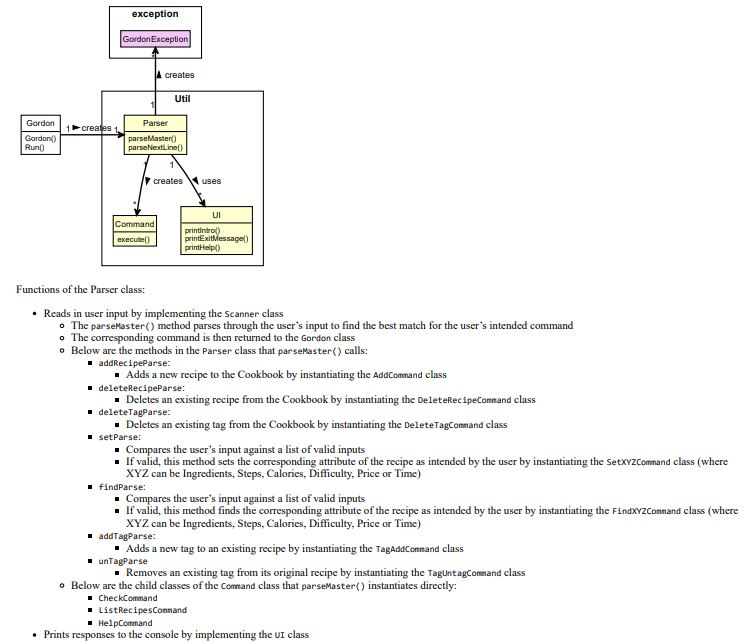 exception
GordonException
creates
1
Util
Gordon
Gordon()
Run()
1 creates 1
Parser
parseMaster()
parseNextLine()
1
1
creates
uses
*
*
Command
execute()
UI
printIntro()
printExitMessage()
printHelp()
Functions of the Parser class:
• Reads in user input by implementing the Scanner class
The parseMaster() method parses through the user's input to find the best match for the user's intended command
The corresponding command is then returned to the Gordon class
Below are the methods in the Parser class that parseMaster() calls:
addRecipeParse:
Adds a new recipe to the Cookbook by instantiating the AddCommand class
deleteRecipeParse:
Deletes an existing recipe from the Cookbook by instantiating the DeleteRecipeCommand class
deleteTagParse:
Deletes an existing tag from the Cookbook by instantiating the DeleteTagCommand class
setParse:
Compares the user's input against a list of valid inputs
If valid, this method sets the corresponding attribute of the recipe as intended by the user by instantiating the SetXYZCommand class (where
XYZ can be Ingredients, Steps, Calories, Difficulty, Price or Time)
findParse:
Compares the user's input against a list of valid inputs
If valid, this method finds the corresponding attribute of the recipe as intended by the user by instantiating the FindXYZCommand class (where
XYZ can be Ingredients, Steps, Calories, Difficulty, Price or Time)
addTagParse:
Adds a new tag to an existing recipe by instantiating the TagAddCommand class
unTagParse
Removes an existing tag from its original recipe by instantiating the TagUntagCommand class
Below are the child classes of the Command class that parseMaster() instantiates directly:
CheckCommand
ListRecipesCommand
HelpCommand
• Prints responses to the console by implementing the UI class